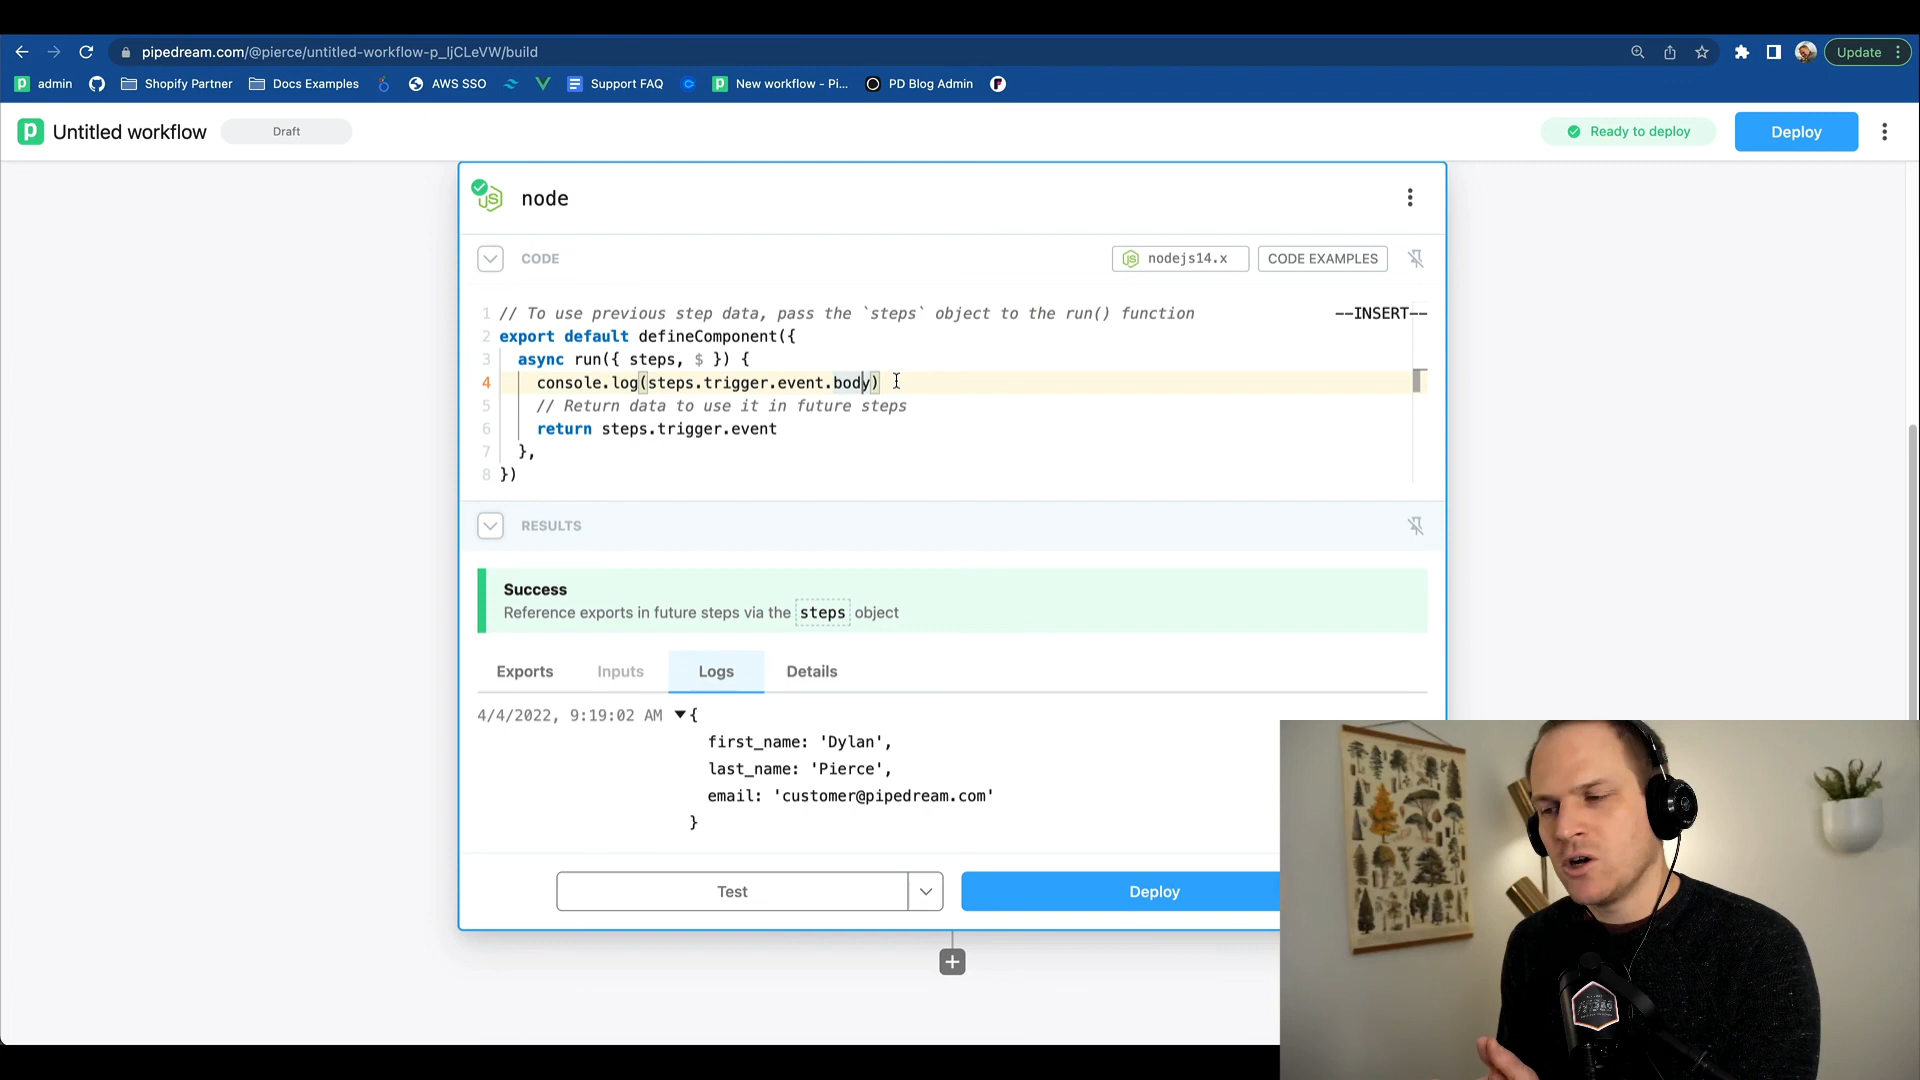 pipedream.com/@pierce/untitled-workflow-p_ljCLeVW/build
Update
admin
Shopify Partner
Docs Examples
AWS SSO
Support FAQ
New workflow - Pi...
PD Blog Admin
Untitled workflow
Draft
Ready to deploy
Deploy
node
CODE
nodejs14.x
CODE EXAMPLES
1 // To use previous step data, pass the `steps` object to the run() function
--INSERT--
2 export default defineComponent({
3 async run({ steps, $ }) {
4 console.log(steps.trigger.event.body)
5 // Return data to use it in future steps
6 return steps.trigger.event
7 },
8 })
RESULTS
Success
Reference exports in future steps via the steps object
Exports
Inputs
Logs
Details
4/4/2022, 9:19:02 AM ▼{
first_name: 'Dylan',
last_name: 'Pierce',
email: 'customer@pipedream.com'
}
Test
Deploy